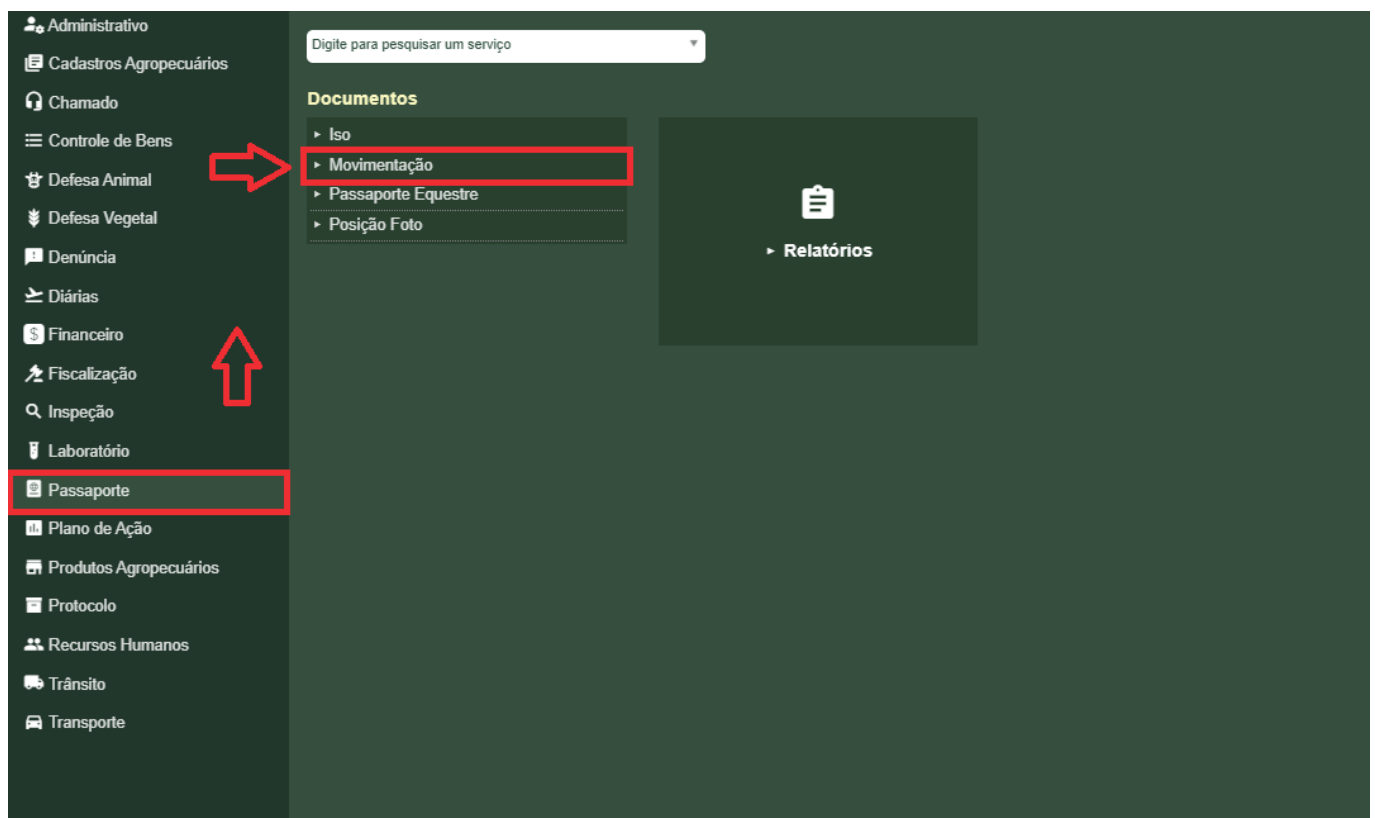 Administrativo
Cadastros Agropecuários
Chamado
Controle de Bens
Defesa Animal
Defesa Vegetal
Denúncia
Diárias
Financeiro
Fiscalização
Inspeção
Laboratório
Passaporte
Plano de Ação
Produtos Agropecuários
Protocolo
Recursos Humanos
Trânsito
Transporte
Digite para pesquisar um serviço
Documentos
Iso
Movimentação
Passaporte Equestre
Posição Foto
Relatórios